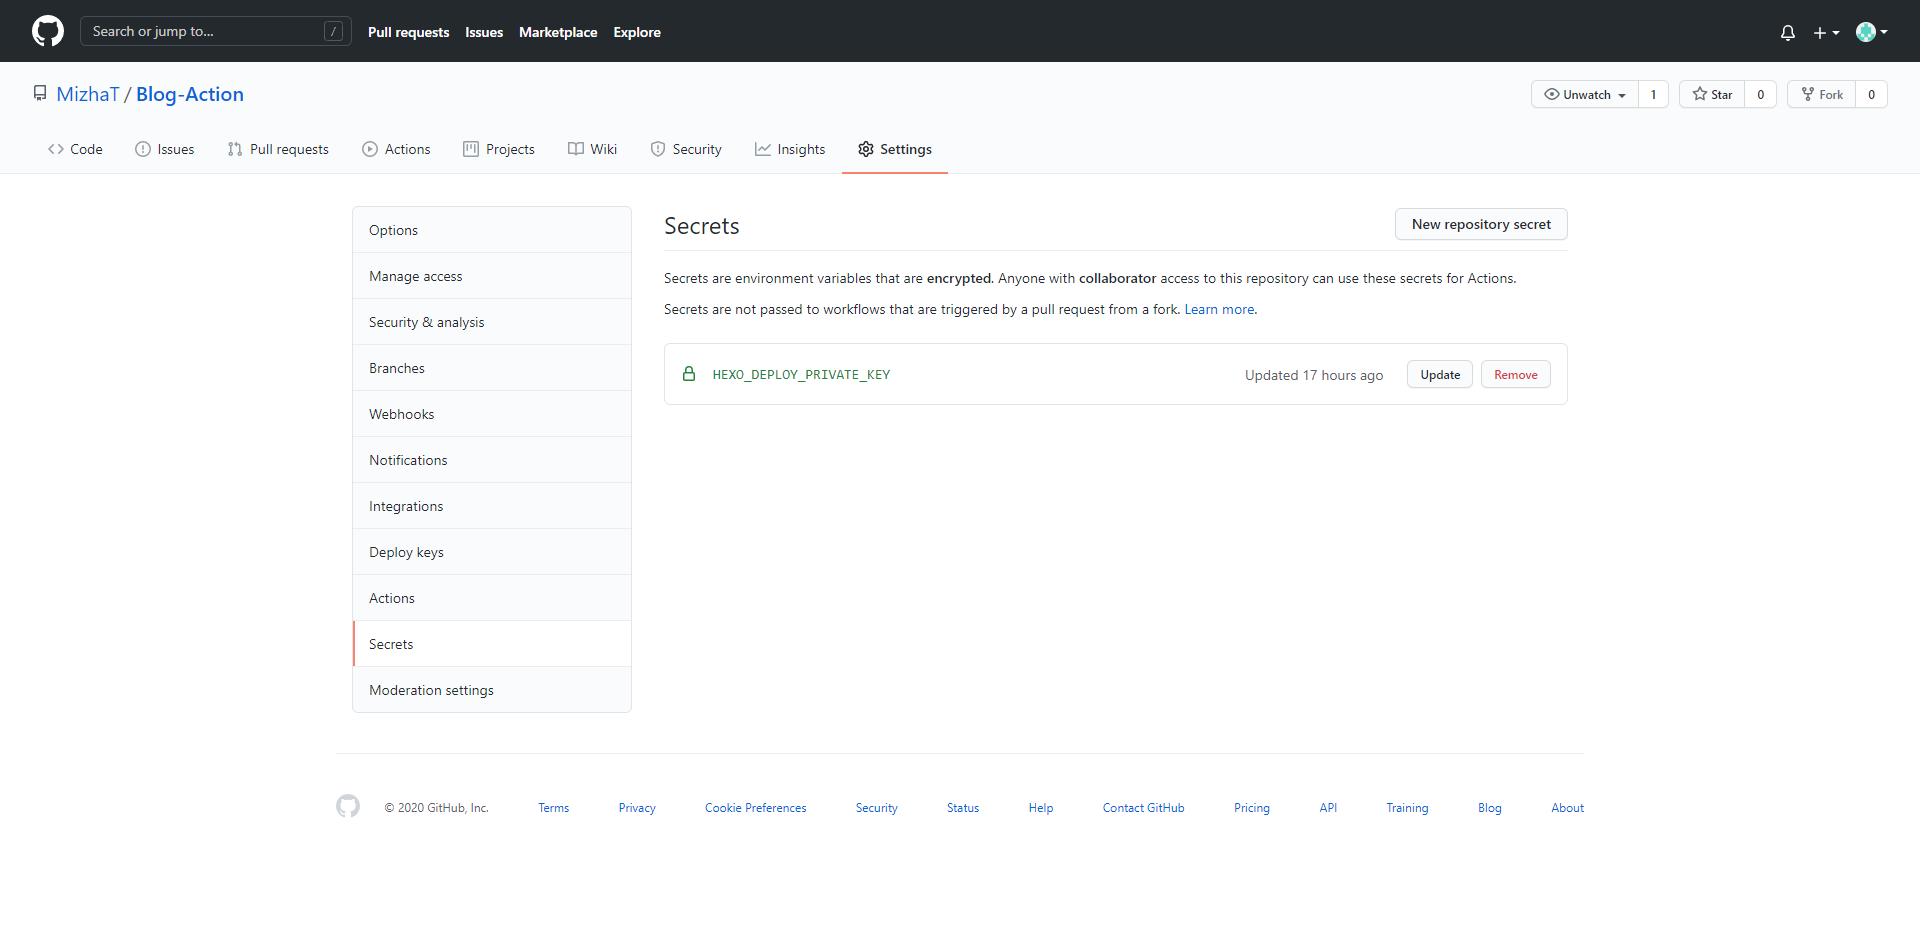 Search or jump to... /
Pull requests Issues Marketplace Explore
MizhaT / Blog-Action
Unwatch 1 Star 0 Fork 0
Code Issues Pull requests Actions Projects Wiki Security Insights Settings
Options
Manage access
Security & analysis
Branches
Webhooks
Notifications
Integrations
Deploy keys
Actions
Secrets
Moderation settings
Secrets
New repository secret
Secrets are environment variables that are encrypted. Anyone with collaborator access to this repository can use these secrets for Actions.
Secrets are not passed to workflows that are triggered by a pull request from a fork. Learn more.
HEXO_DEPLOY_PRIVATE_KEY Updated 17 hours ago Update Remove
© 2020 GitHub, Inc. Terms Privacy Cookie Preferences Security Status Help Contact GitHub Pricing API Training Blog About